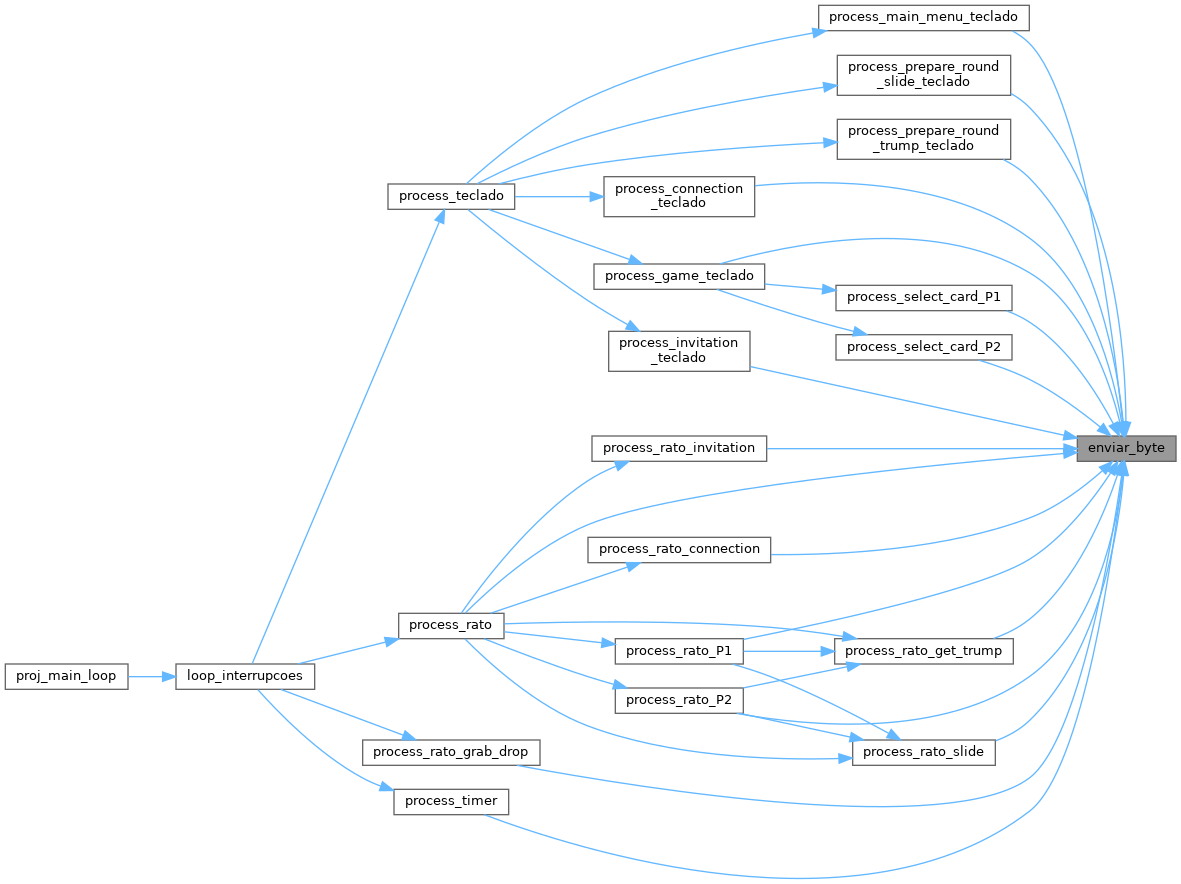 process_main_menu_teclado
process_prepare_round
_slide_teclado
process_prepare_round
_trump_teclado
process_connection
_teclado
process_teclado
process_game_teclado
process_select_card_P1
process_invitation
_teclado
process_select_card_P2
enviar_byte
process_rato_invitation
process_rato_connection
process_rato
process_rato_P1
process_rato_get_trump
proj_main_loop
loop_interrupcoes
process_rato_P2
process_rato_grab_drop
process_rato_slide
process_timer